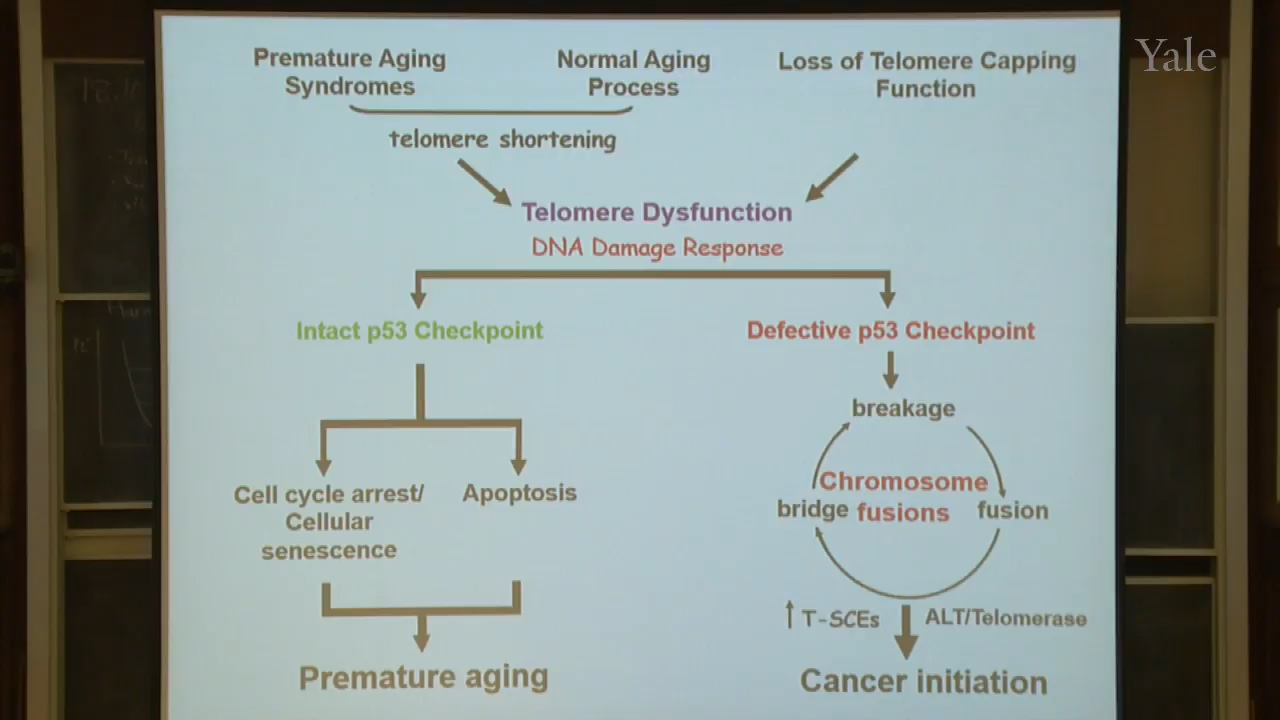 Yale
Premature Aging
Syndromes
Normal Aging
Process
Loss of Telomere Capping
Function
telomere shortening
Telomere Dysfunction
DNA Damage Response
Intact p53 Checkpoint
Defective p53 Checkpoint
breakage
Chromosome
fusions
bridge
fusion
Cell cycle arrest/
Cellular
senescence
Apoptosis
↑ T-SCEs
ALT/Telomerase
Premature aging
Cancer initiation